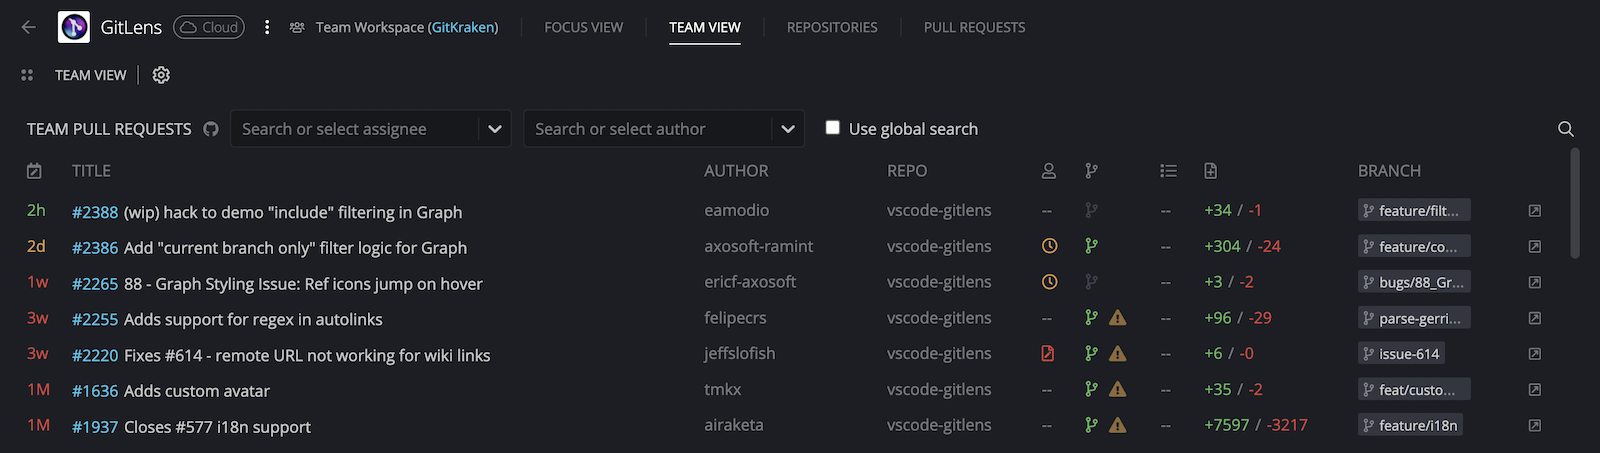 GitLens Cloud Team Workspace (GitKraken) FOCUS VIEW TEAM VIEW REPOSITORIES PULL REQUESTS
TEAM VIEW
TEAM PULL REQUESTS Search or select assignee Search or select author Use global search
TITLE AUTHOR REPO BRANCH
2h #2388 (wip) hack to demo "include" filtering in Graph eamodio vscode-gitlens -- -- +34 / -1 feature/filt...
2d #2386 Add "current branch only" filter logic for Graph axosoft-ramint vscode-gitlens -- +304 / -24 feature/co...
1w #2265 88 - Graph Styling Issue: Ref icons jump on hover ericf-axosoft vscode-gitlens -- +3 / -2 bugs/88_Gr...
3w #2255 Adds support for regex in autolinks felipecrs vscode-gitlens -- -- +96 / -29 parse-gerri...
3w #2220 Fixes #614 - remote URL not working for wiki links jeffslofish vscode-gitlens -- +6 / -0 issue-614
1M #1636 Adds custom avatar tmkx vscode-gitlens -- -- +35 / -2 feat/custo...
1M #1937 Closes #577 i18n support airaketa vscode-gitlens -- -- +7597 / -3217 feature/i18n